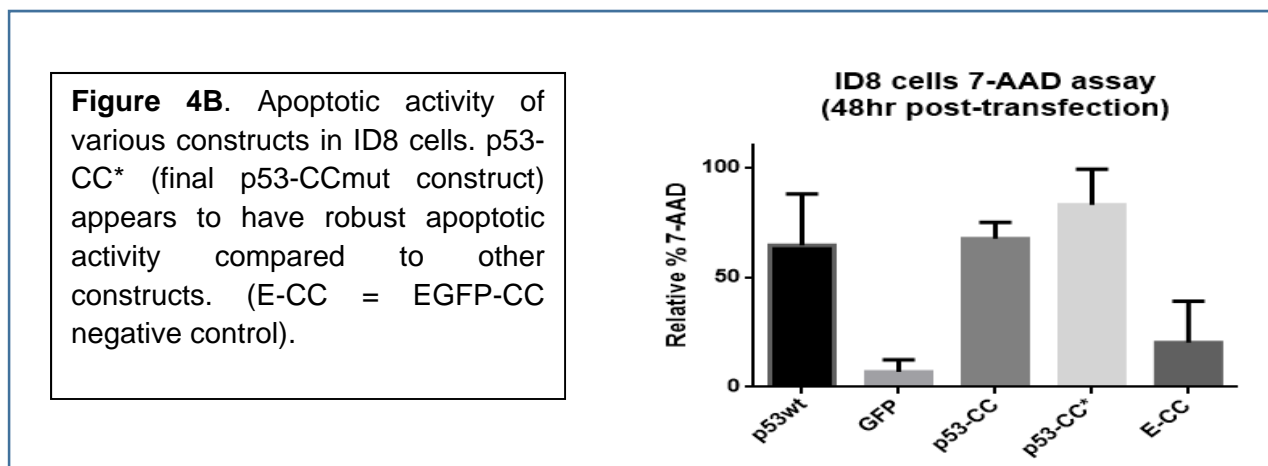 Figure 4B. Apoptotic activity of
various constructs in ID8 cells. p53-
CC* (final p53-CCmut construct)
appears to have robust apoptotic
activity compared to other
constructs. (E-CC = EGFP-CC
negative control).
ID8 cells 7-AAD assay
(48hr post-transfection)
Relative % 7-AAD
100
50
0
p53wt
GFP
p53-CC
p53-CC*
E-CC